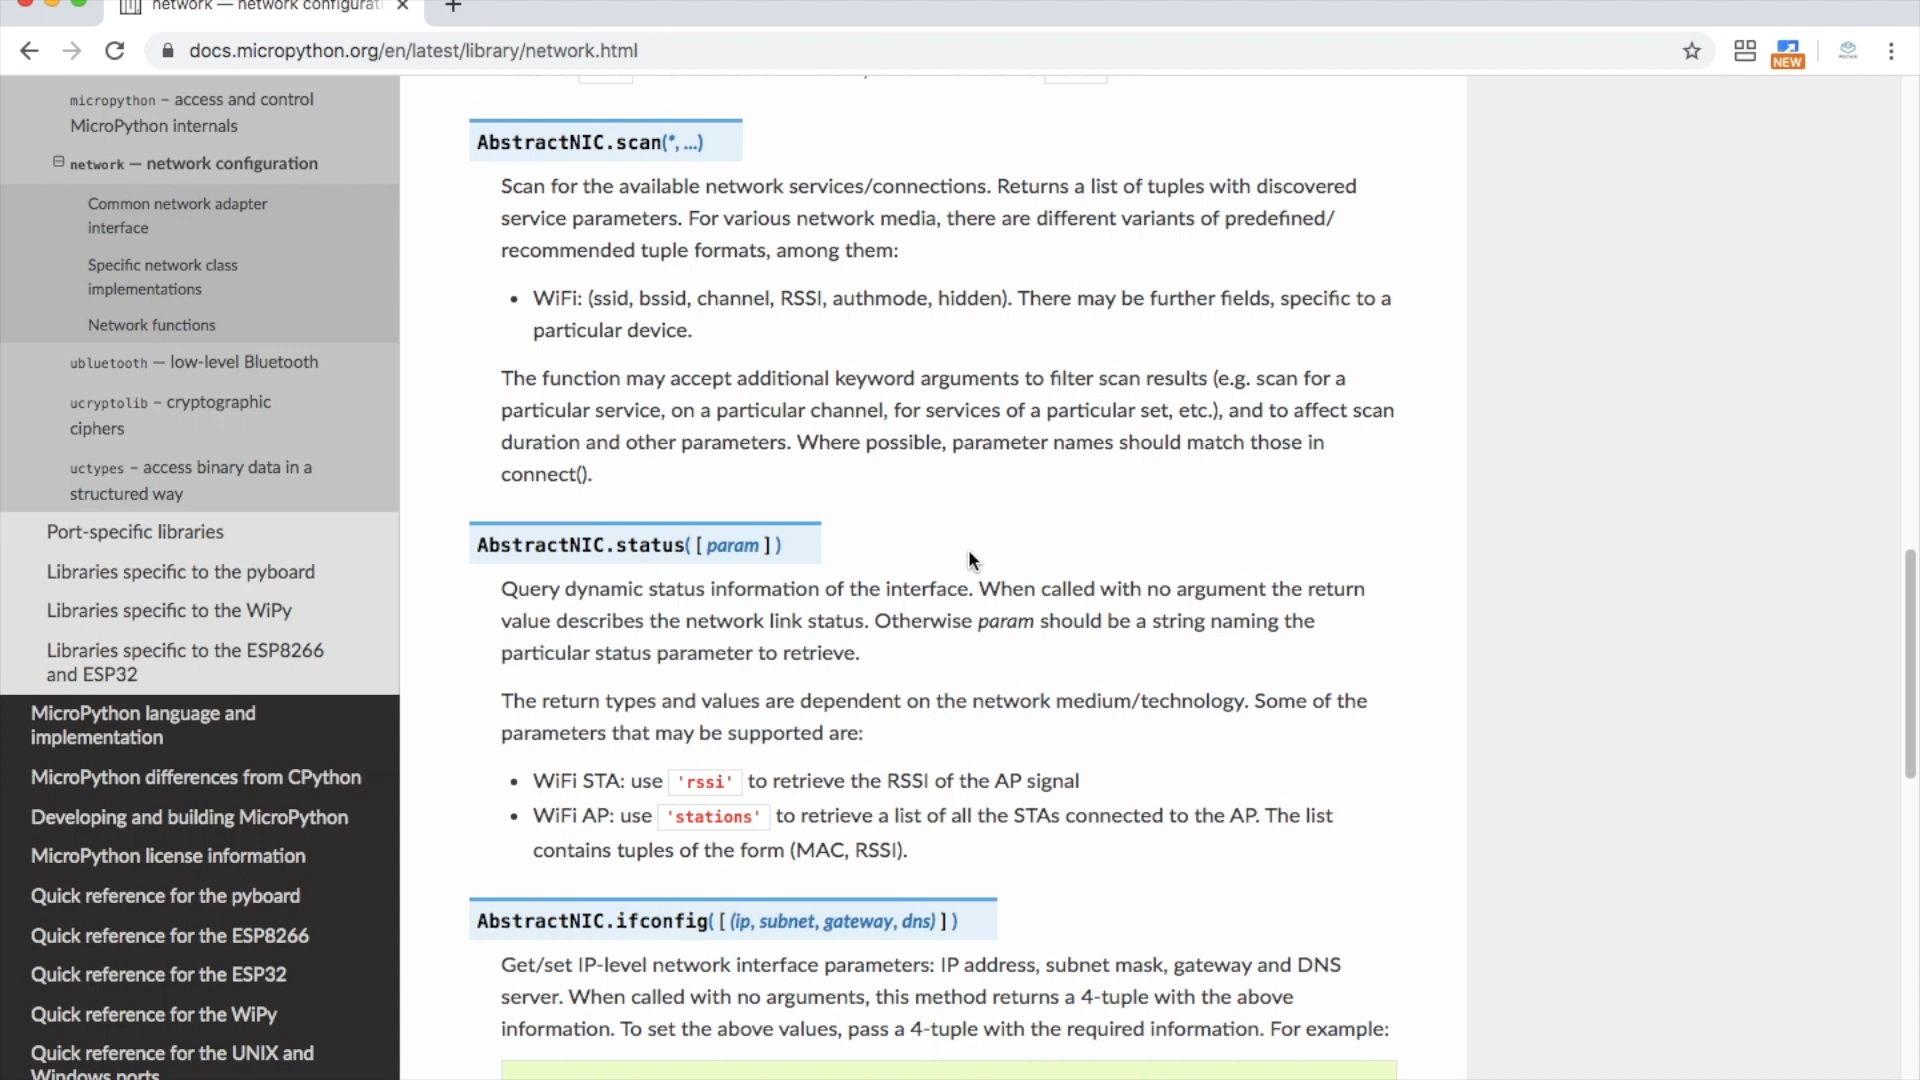 network — network configurati
docs.micropython.org/en/latest/library/network.html
NEW
micropython – access and control
MicroPython internals
network — network configuration
Common network adapter
interface
Specific network class
implementations
Network functions
ubluetooth — low-level Bluetooth
ucryptolib – cryptographic
ciphers
uctypes – access binary data in a
structured way
Port-specific libraries
Libraries specific to the pyboard
Libraries specific to the WiPy
Libraries specific to the ESP8266
and ESP32
MicroPython language and
implementation
MicroPython differences from CPython
Developing and building MicroPython
MicroPython license information
Quick reference for the pyboard
Quick reference for the ESP8266
Quick reference for the ESP32
Quick reference for the WiPy
Quick reference for the UNIX and
Windows ports
AbstractNIC.scan(*, ...)
Scan for the available network services/connections. Returns a list of tuples with discovered
service parameters. For various network media, there are different variants of predefined/
recommended tuple formats, among them:
• WiFi: (ssid, bssid, channel, RSSI, authmode, hidden). There may be further fields, specific to a
particular device.
The function may accept additional keyword arguments to filter scan results (e.g. scan for a
particular service, on a particular channel, for services of a particular set, etc.), and to affect scan
duration and other parameters. Where possible, parameter names should match those in
connect().
AbstractNIC.status([param])
Query dynamic status information of the interface. When called with no argument the return
value describes the network link status. Otherwise param should be a string naming the
particular status parameter to retrieve.
The return types and values are dependent on the network medium/technology. Some of the
parameters that may be supported are:
• WiFi STA: use 'rssi' to retrieve the RSSI of the AP signal
• WiFi AP: use 'stations' to retrieve a list of all the STAs connected to the AP. The list
contains tuples of the form (MAC, RSSI).
AbstractNIC.ifconfig([(ip, subnet, gateway, dns)])
Get/set IP-level network interface parameters: IP address, subnet mask, gateway and DNS
server. When called with no arguments, this method returns a 4-tuple with the above
information. To set the above values, pass a 4-tuple with the required information. For example: